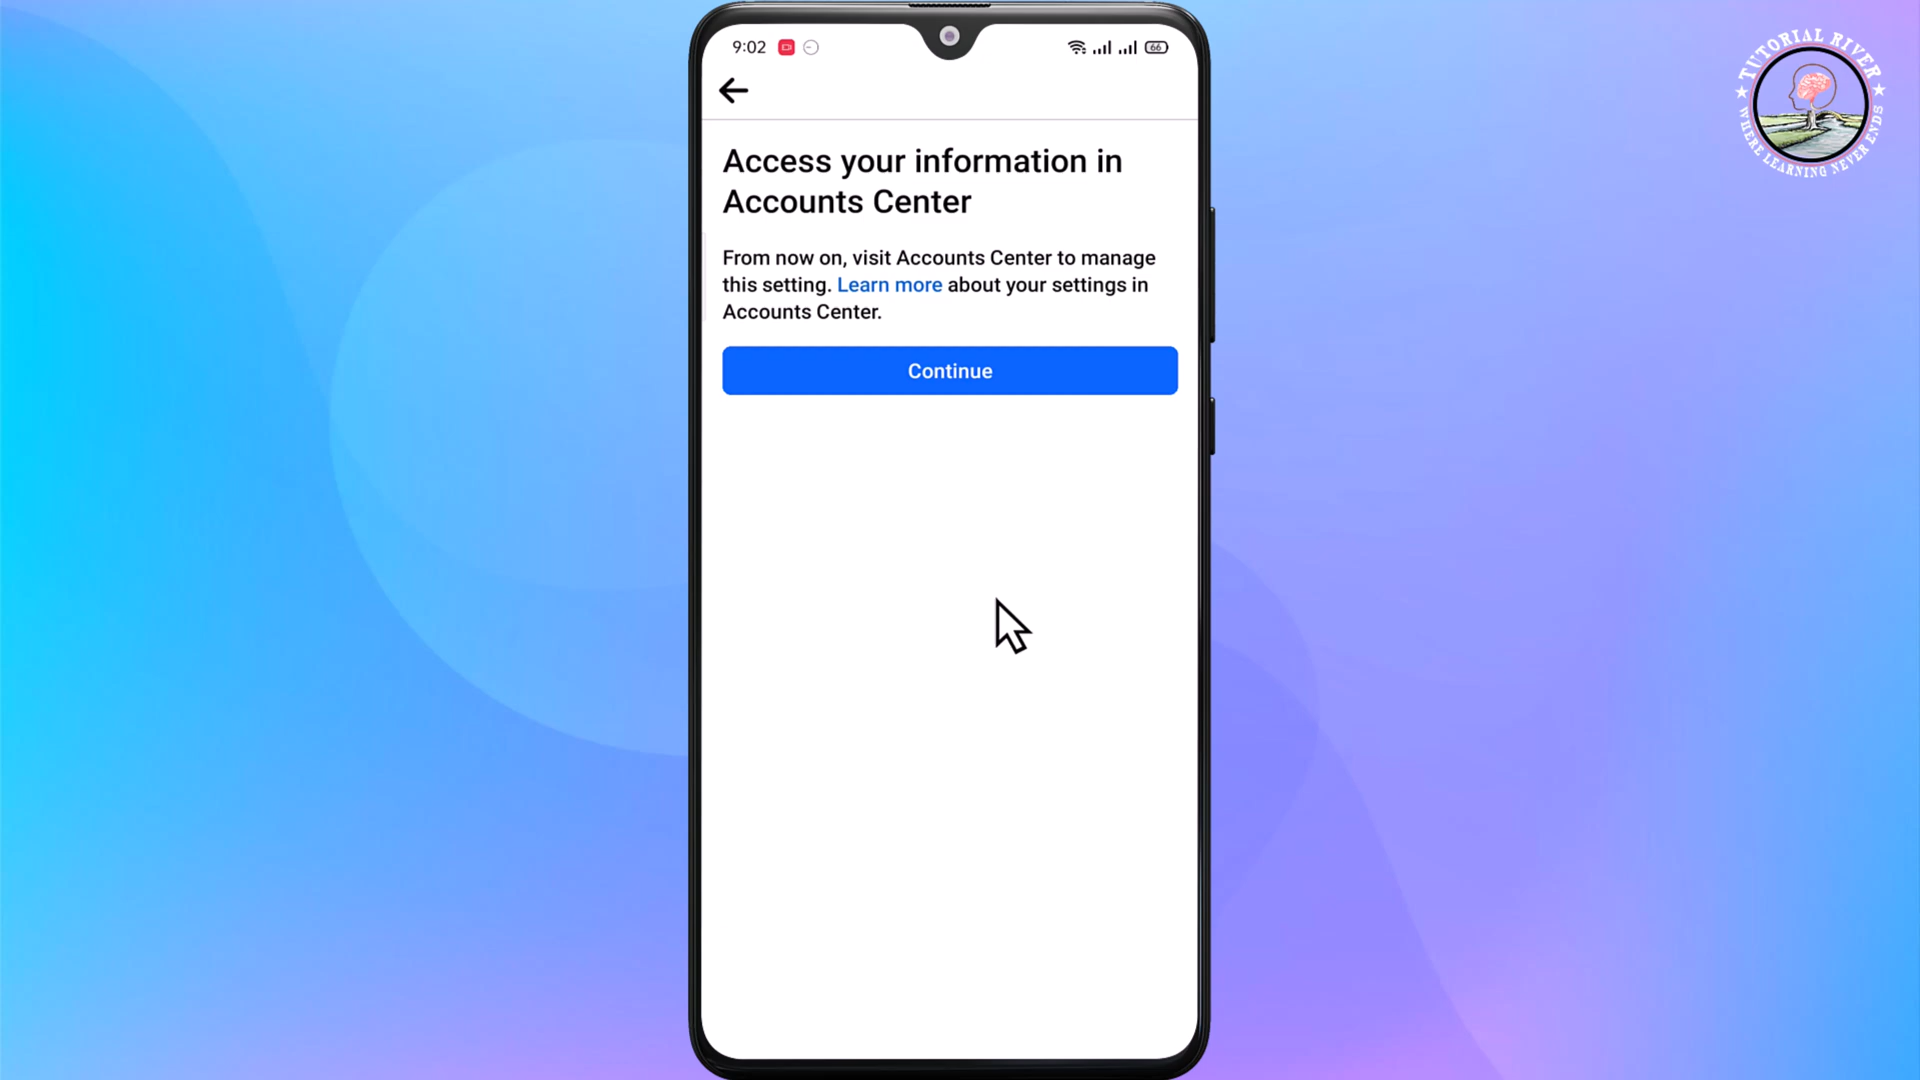 9:02
66
TUTORIAL RIVER
WHERE LEARNING NEVER ENDS
Access your information in
Accounts Center
From now on, visit Accounts Center to manage
this setting. Learn more about your settings in
Accounts Center.
Continue